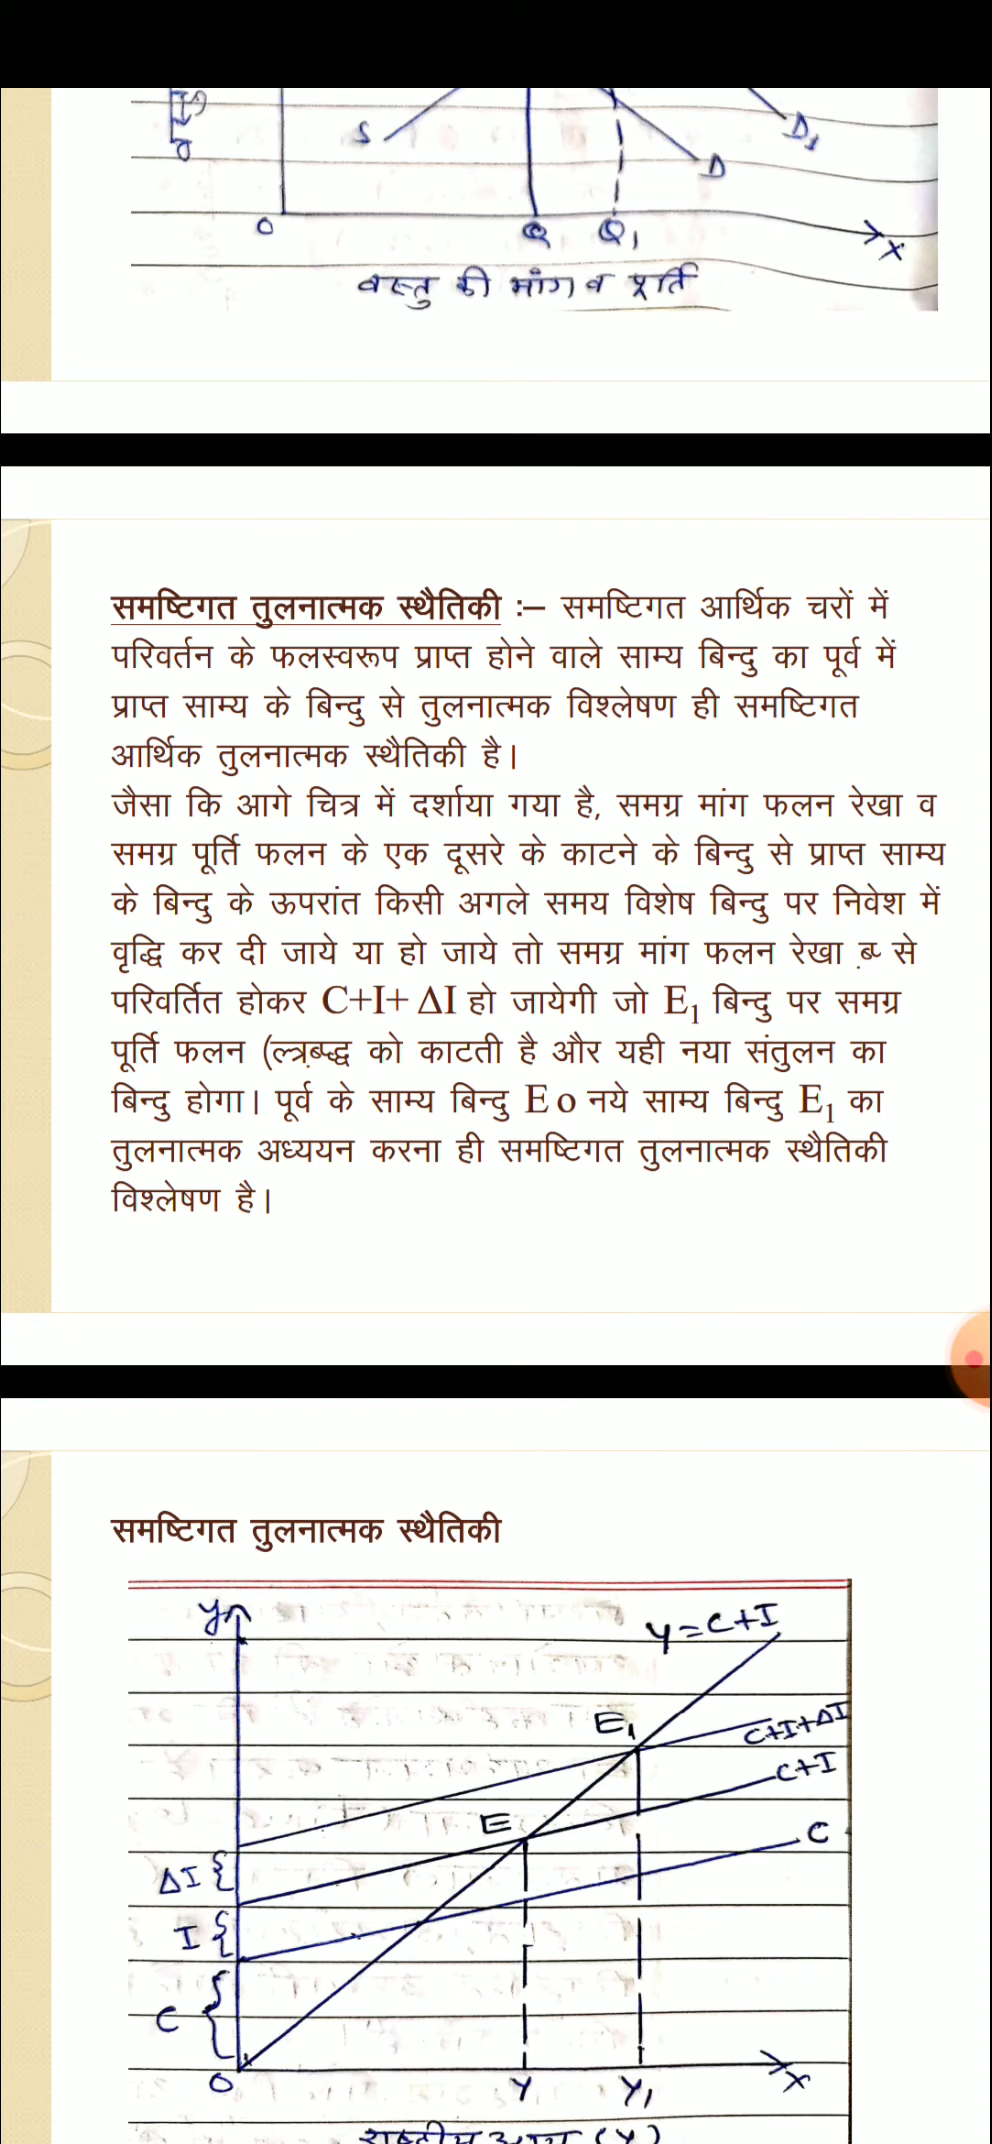 S
D
D₁
O
Q
Q₁
X
वस्तु की मांग व पूर्ति
समष्टिगत तुलनात्मक स्थैतिकी :– समष्टिगत आर्थिक चरों में
परिवर्तन के फलस्वरूप प्राप्त होने वाले साम्य बिन्दु का पूर्व में
प्राप्त साम्य के बिन्दु से तुलनात्मक विश्लेषण ही समष्टिगत
आर्थिक तुलनात्मक स्थैतिकी है।
जैसा कि आगे चित्र में दर्शाया गया है, समग्र मांग फलन रेखा व
समग्र पूर्ति फलन के एक दूसरे के काटने के बिन्दु से प्राप्त साम्य
के बिन्दु के ऊपरांत किसी अगले समय विशेष बिन्दु पर निवेश में
वृद्धि कर दी जाये या हो जाये तो समग्र मांग फलन रेखा से
परिवर्तित होकर C+I+ ΔI हो जायेगी जो E₁ बिन्दु पर समग्र
पूर्ति फलन को काटती है और यही नया संतुलन का
बिन्दु होगा। पूर्व के साम्य बिन्दु E o नये साम्य बिन्दु E₁ का
तुलनात्मक अध्ययन करना ही समष्टिगत तुलनात्मक स्थैतिकी
विश्लेषण है।
समष्टिगत तुलनात्मक स्थैतिकी
y
Y=C+I
E₁
C+I+ΔI
C+I
E
C
ΔI
I
C
O
Y
Y₁
X
राष्ट्रीय आय (Y)